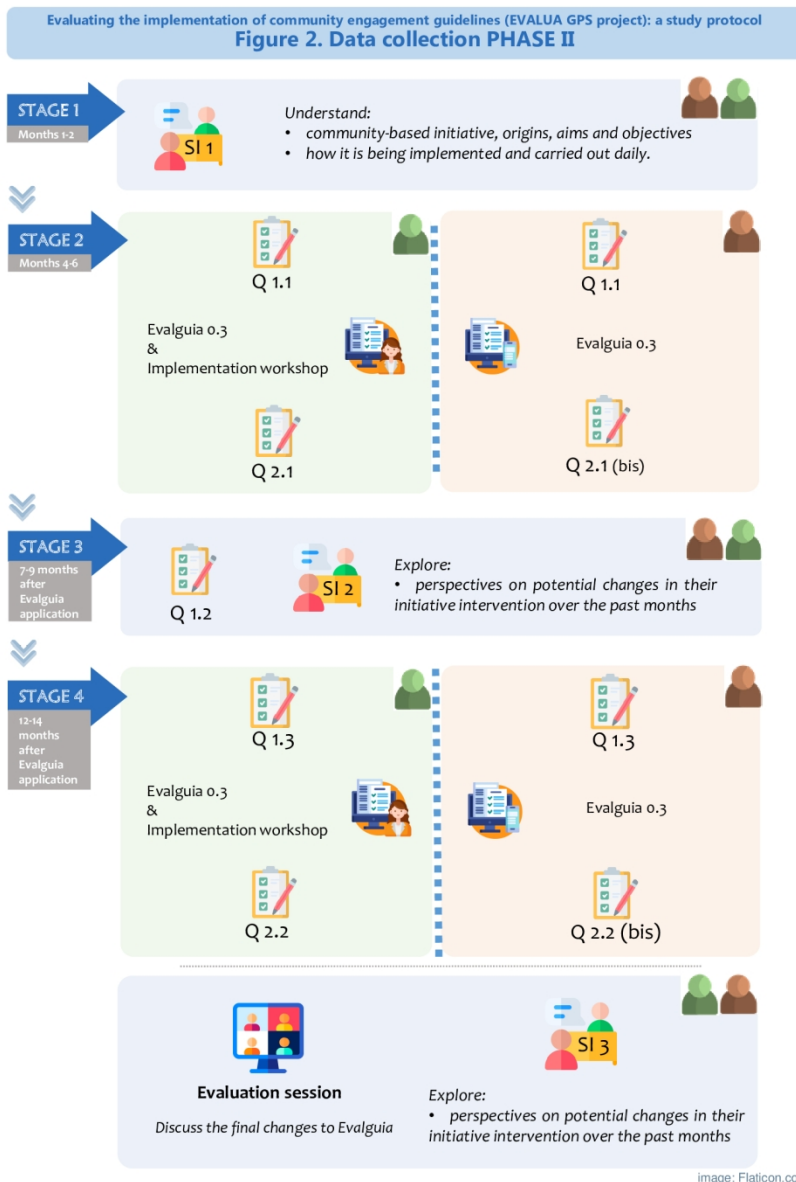 Evaluating the implementation of community engagement guidelines (EVALUA GPS project): a study protocol
Figure 2. Data collection PHASE II
STAGE 1
Months 1-2
SI 1
Understand:
• community-based initiative, origins, aims and objectives
• how it is being implemented and carried out daily.
STAGE 2
Months 4-6
Q 1.1
Evalguia 0.3
&
Implementation workshop
Q 2.1
Q 1.1
Evalguia 0.3
Q 2.1 (bis)
STAGE 3
7-9 months
after
Evalguia
application
Q 1.2
SI 2
Explore:
• perspectives on potential changes in their
initiative intervention over the past months
STAGE 4
12-14
months
after
Evalguia
application
Q 1.3
Evalguia 0.3
&
Implementation workshop
Q 2.2
Q 1.3
Evalguia 0.3
Q 2.2 (bis)
Evaluation session
Discuss the final changes to Evalguia
SI 3
Explore:
• perspectives on potential changes in their
initiative intervention over the past months
image: Flaticon.co